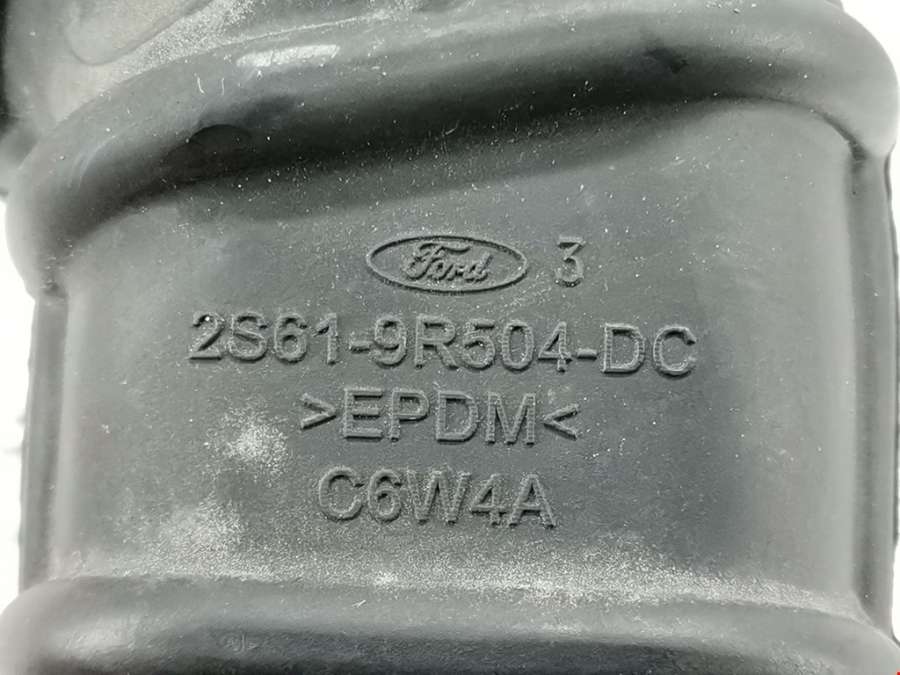 Ford 3
2S61-9R504-DC
>EPDM<
C6W4A